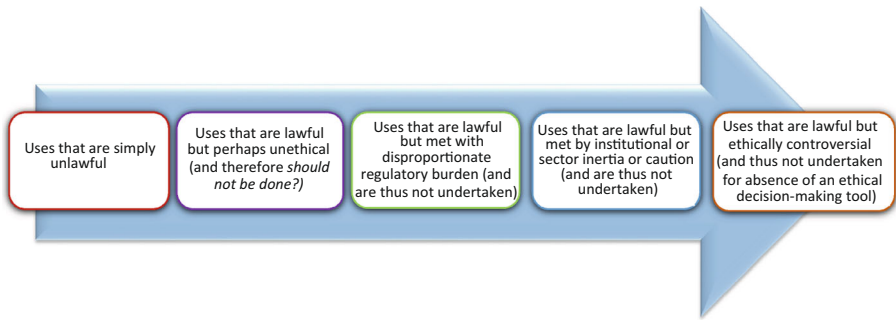 Uses that are simply
unlawful
Uses that are lawful
but perhaps unethical
(and therefore should
not be done?)
Uses that are lawful
but met with
disproportionate
regulatory burden (and
are thus not undertaken)
Uses that are lawful but
met by institutional or
sector inertia or caution
(and are thus not
undertaken)
Uses that are lawful but
ethically controversial
(and thus not undertaken
for absence of an ethical
decision-making tool)